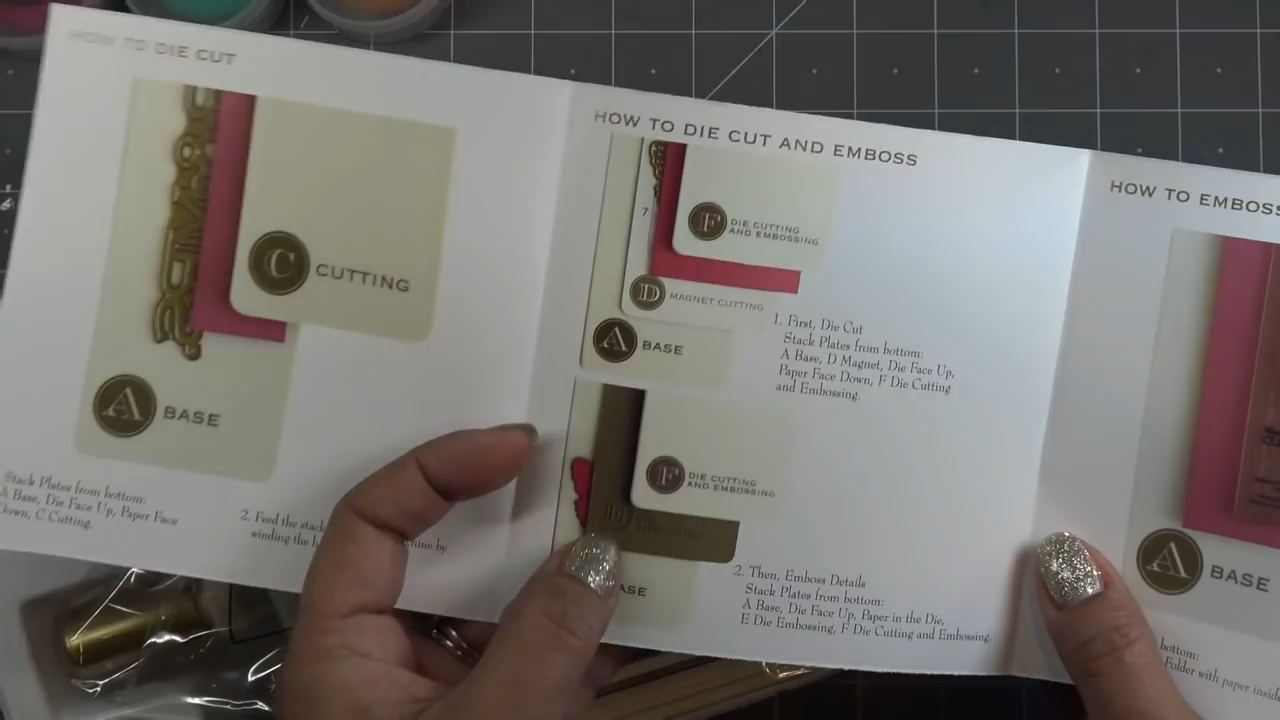 HOW TO DIE CUT
C CUTTING
A BASE
Stack Plates from bottom:
A Base, Die Face Up, Paper Face
Down, C Cutting.
2. Feed the stack
winding the
machine by
HOW TO DIE CUT AND EMBOSS
7
F DIE CUTTING
AND EMBOSSING
D MAGNET CUTTING
A BASE
1. First, Die Cut
Stack Plates from bottom:
A Base, D Magnet, Die Face Up,
Paper Face Down, F Die Cutting
and Embossing.
F DIE CUTTING
AND EMBOSSING
2. Then, Emboss Details
Stack Plates from bottom:
A Base, Die Face Up, Paper in the Die,
E Die Embossing, F Die Cutting and Embossing.
HOW TO EMBOSS
A BASE
bottom:
Folder with paper inside